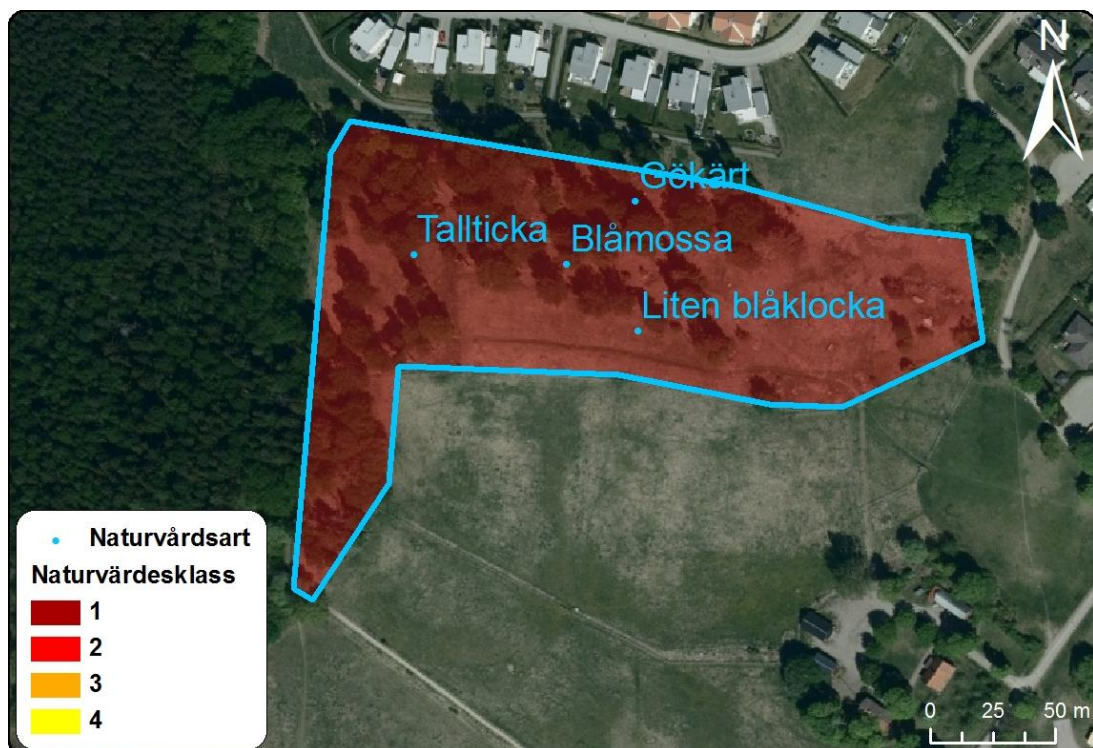 N
Gökärt
Tallticka
Blåmossa
Liten blåklocka
Naturvårdsart
Naturvärdesklass
1
2
3
4
0 25 50 m